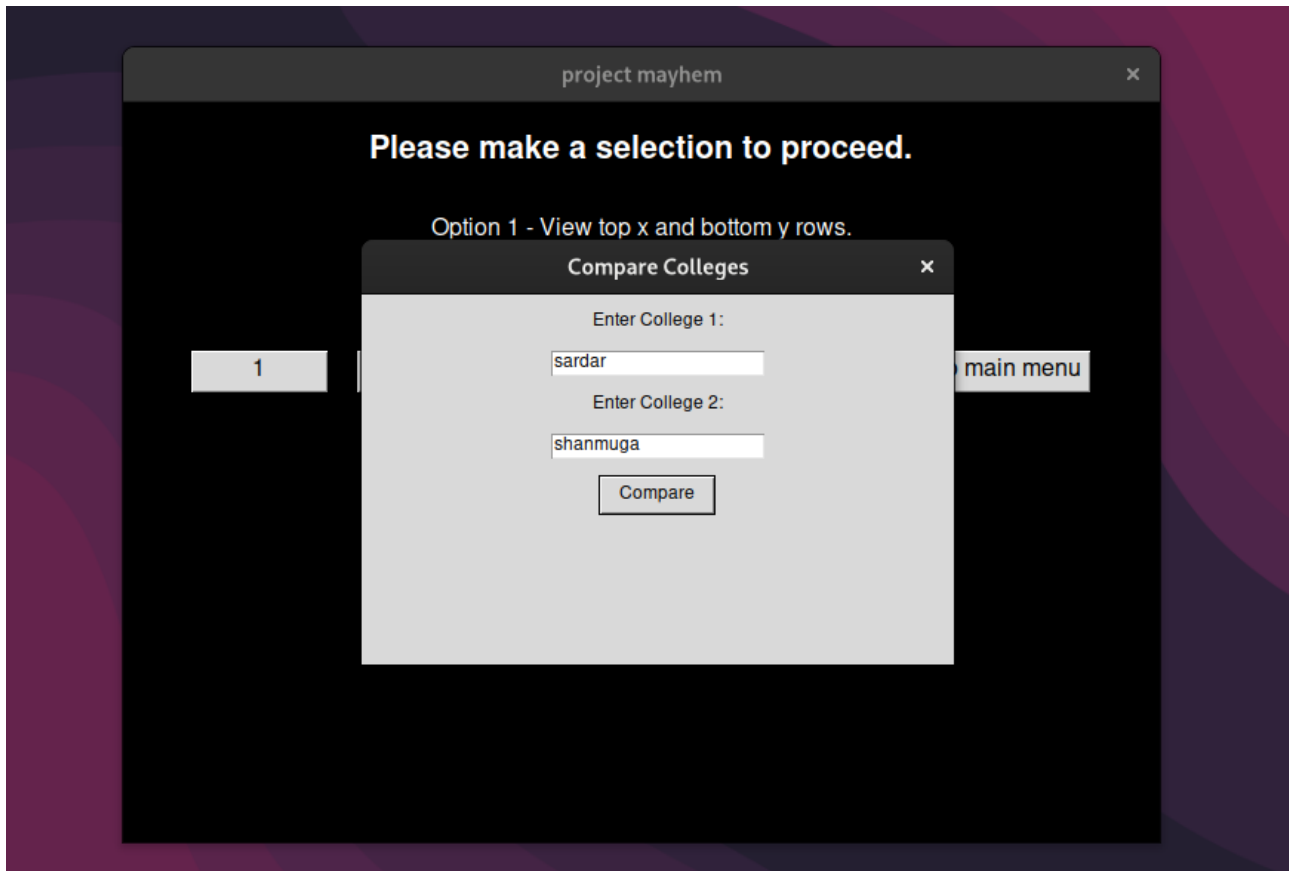 project mayhem
Please make a selection to proceed.
Option 1 - View top x and bottom y rows.
Compare Colleges
Enter College 1:
sardar
1
main menu
Enter College 2:
shanmuga
Compare